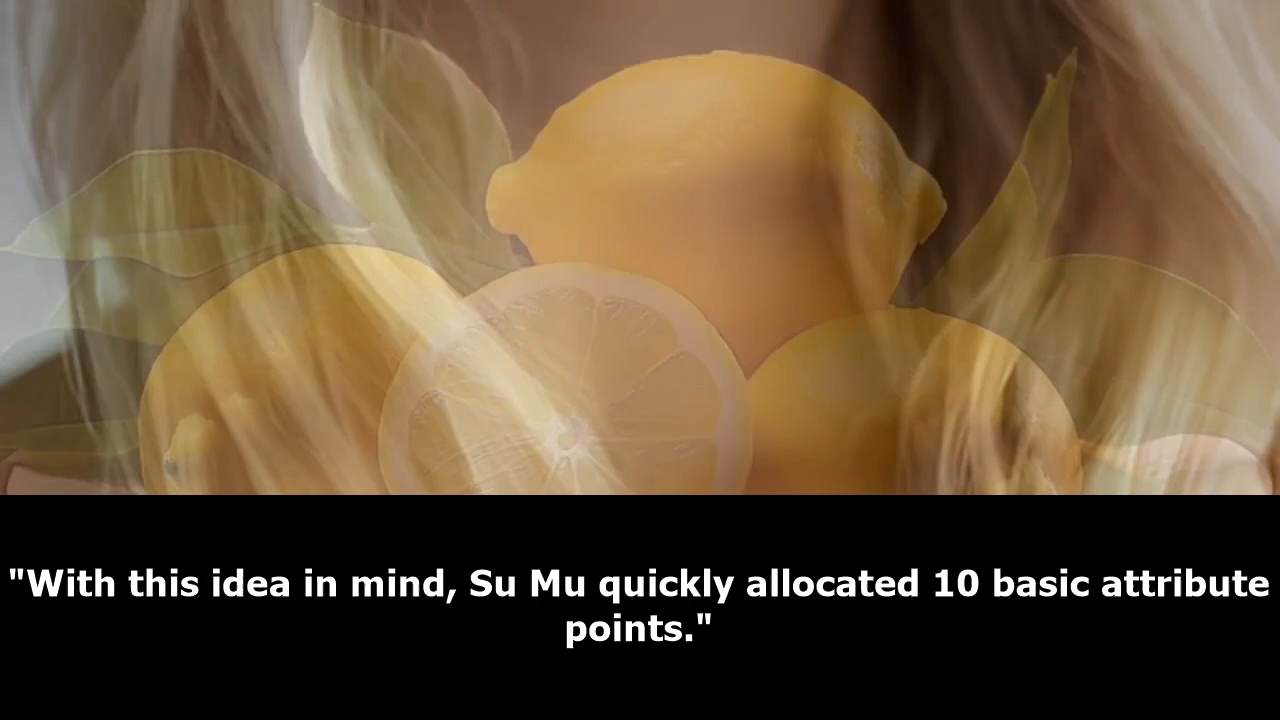 "With this idea in mind, Su Mu quickly allocated 10 basic attribute
points."